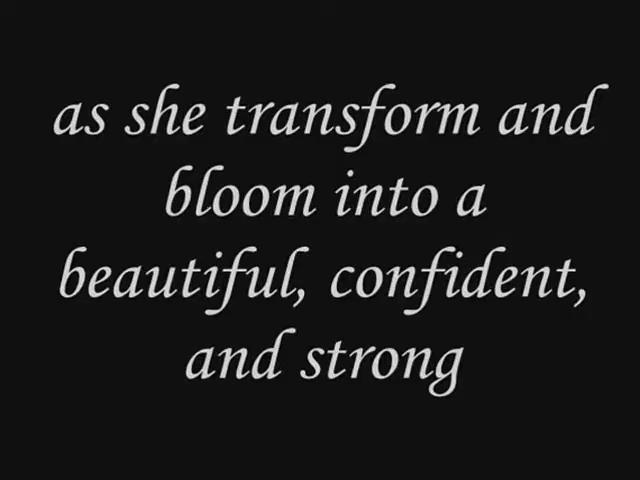 as she transform and
bloom into a
beautiful, confident,
and strong